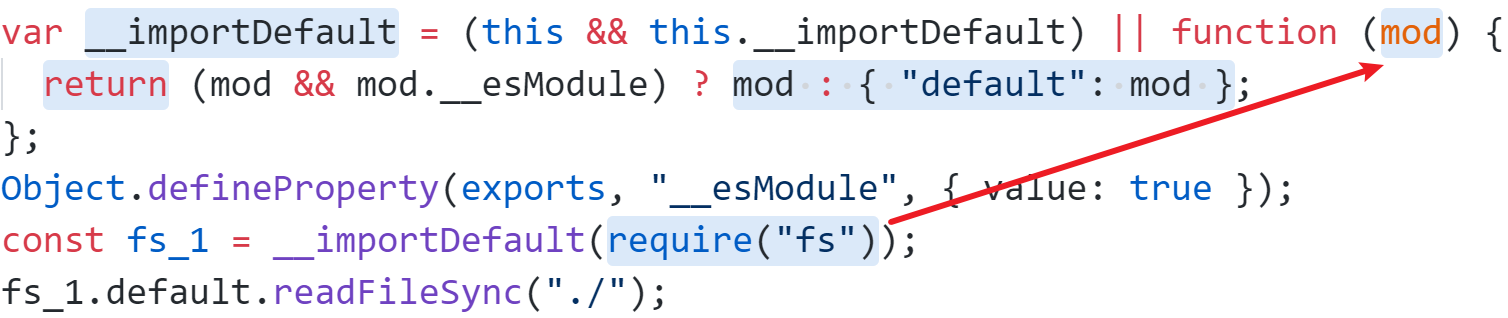 var __importDefault = (this && this.__importDefault) || function (mod) {
return (mod && mod.__esModule) ? mod : { "default": mod };
};
Object.defineProperty(exports, "__esModule", { value: true });
const fs_1 = __importDefault(require("fs"));
fs_1.default.readFileSync("./");